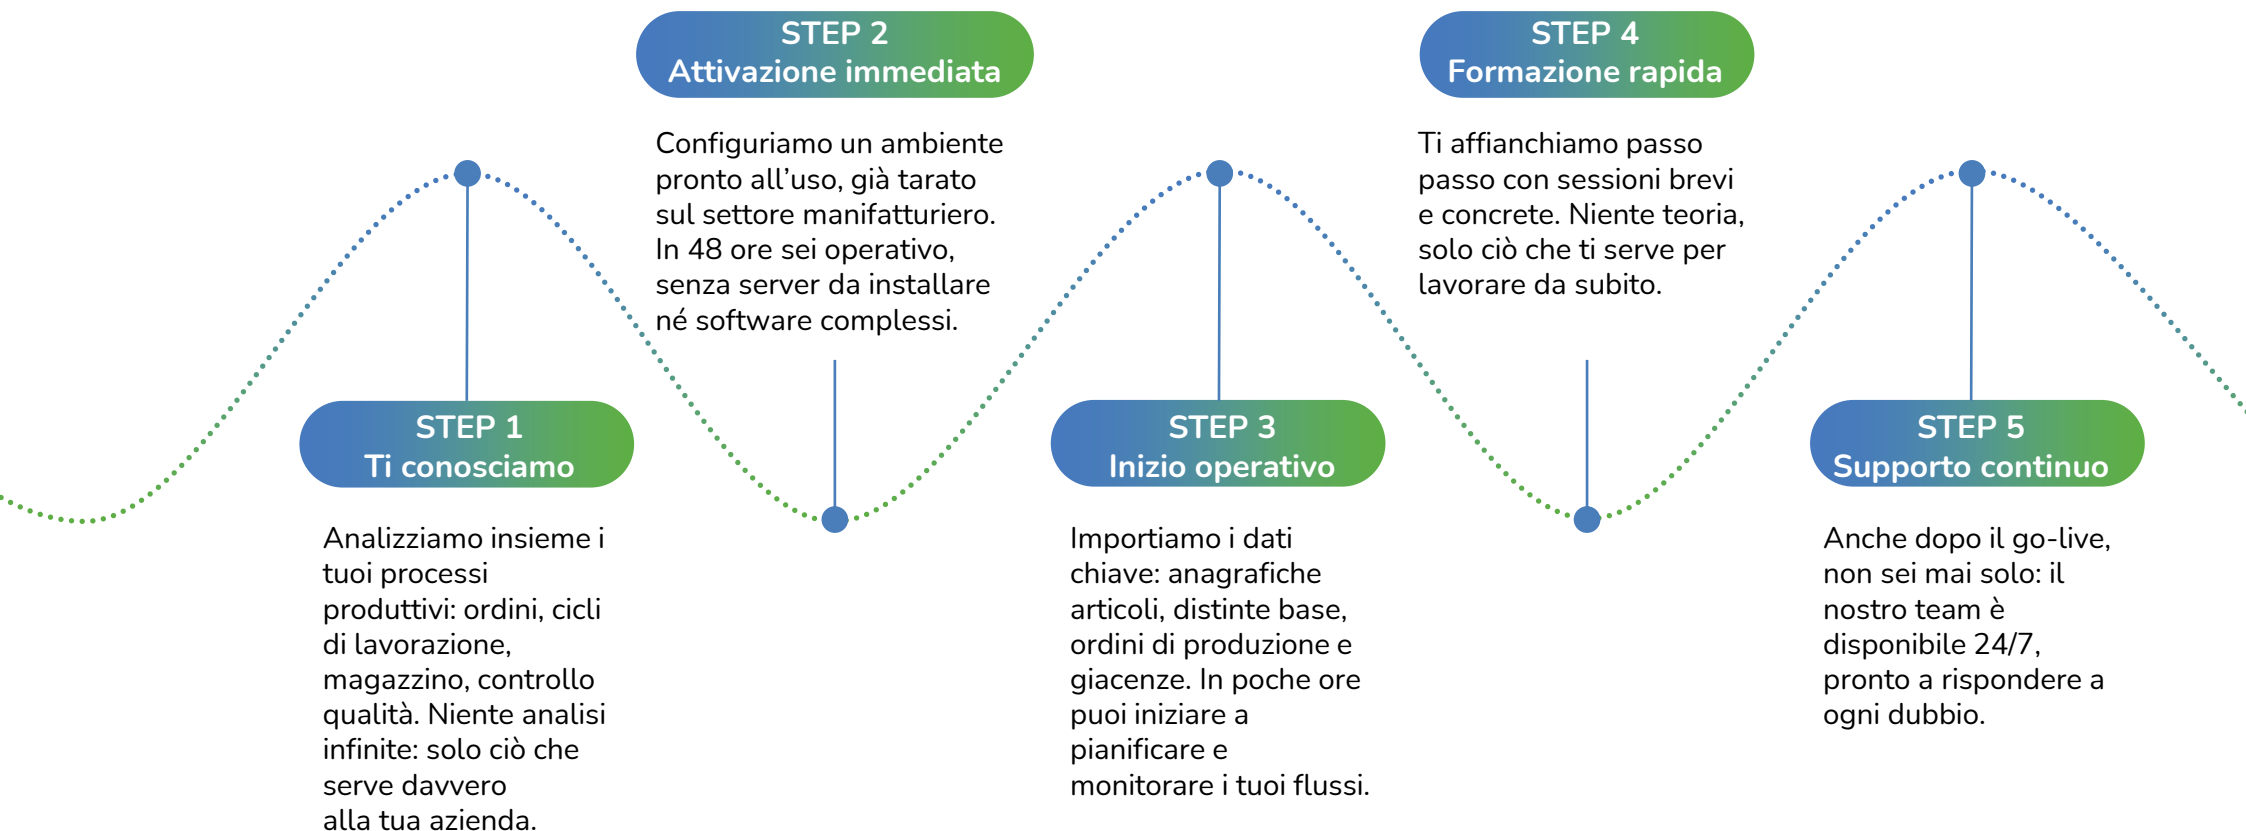 STEP 1
Ti conosciamo
Analizziamo insieme i
tuoi processi
produttivi: ordini, cicli
di lavorazione,
magazzino, controllo
qualità. Niente analisi
infinite: solo ciò che
serve davvero
alla tua azienda.
STEP 2
Attivazione immediata
Configuriamo un ambiente
pronto all’uso, già tarato
sul settore manifatturiero.
In 48 ore sei operativo,
senza server da installare
né software complessi.
STEP 3
Inizio operativo
Importiamo i dati
chiave: anagrafiche
articoli, distinte base,
ordini di produzione e
giacenze. In poche ore
puoi iniziare a
pianificare e
monitorare i tuoi flussi.
STEP 4
Formazione rapida
Ti affianchiamo passo
passo con sessioni brevi
e concrete. Niente teoria,
solo ciò che ti serve per
lavorare da subito.
STEP 5
Supporto continuo
Anche dopo il go-live,
non sei mai solo: il
nostro team è
disponibile 24/7,
pronto a rispondere a
ogni dubbio.